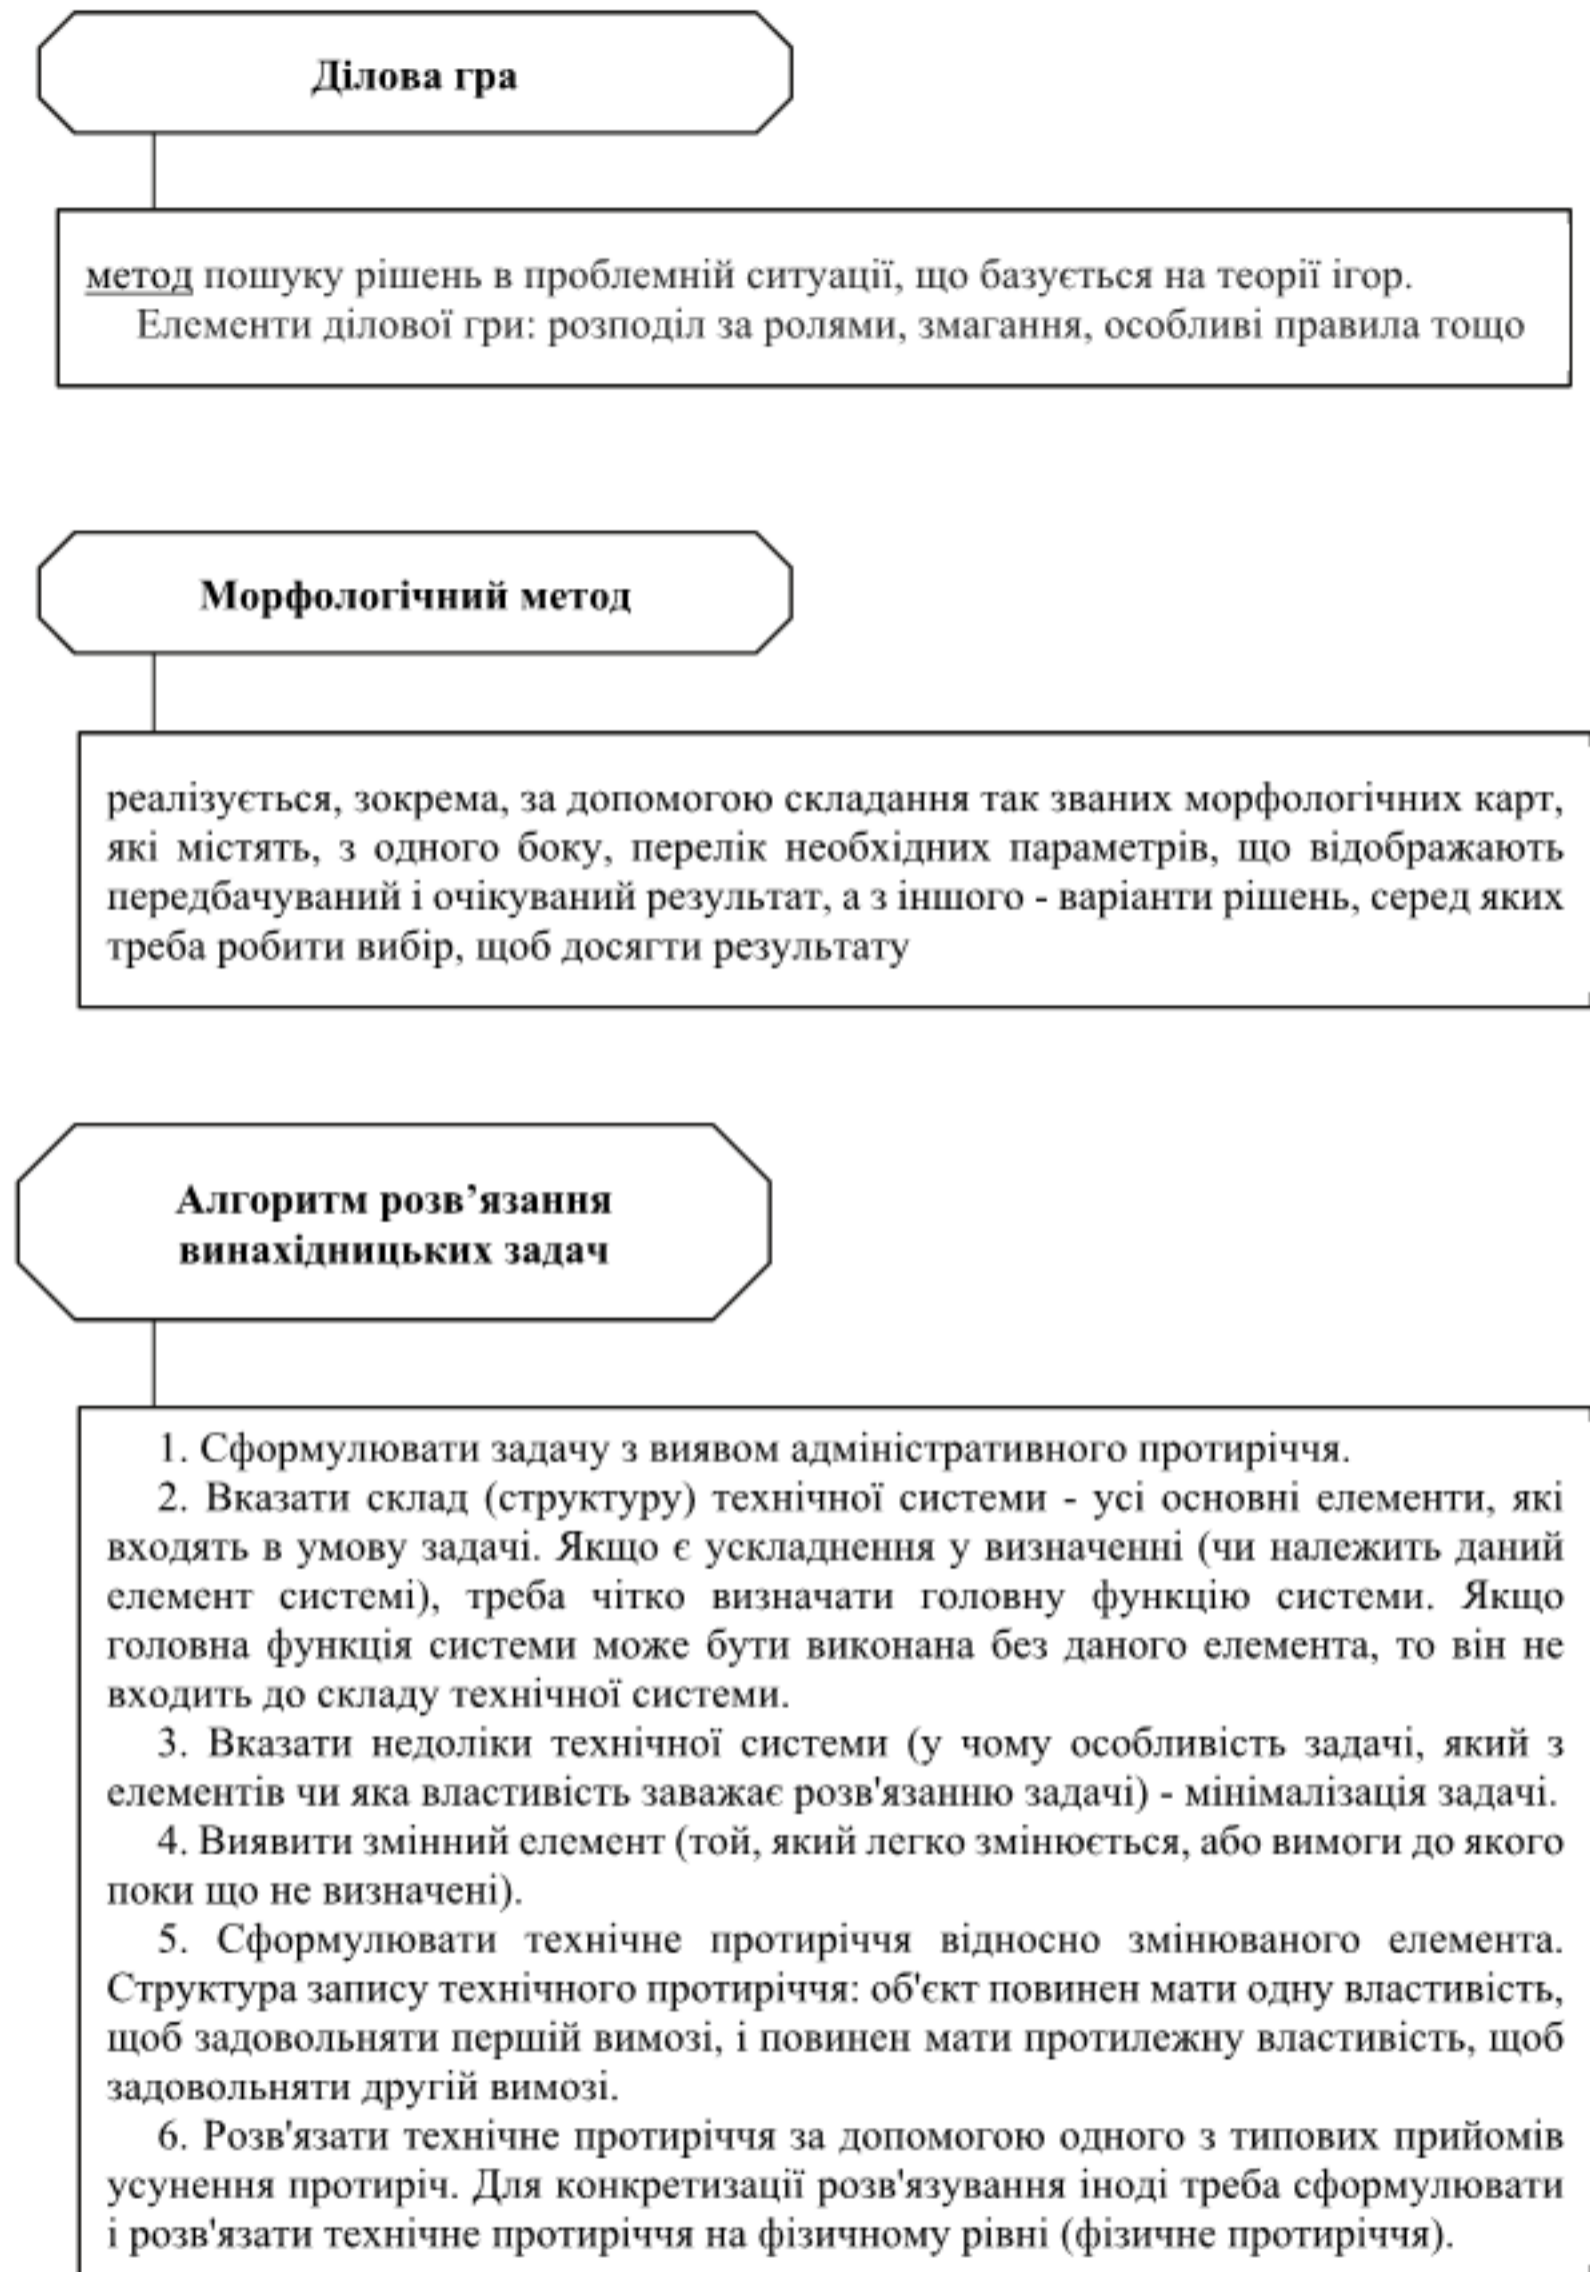 Ділова гра
метод пошуку рішень в проблемній ситуації, що базується на теорії ігор.
Елементи ділової гри: розподіл за ролями, змагання, особливі правила тощо
Морфологічний метод
реалізується, зокрема, за допомогою складання так званих морфологічних карт,
які містять, з одного боку, перелік необхідних параметрів, що відображають
передбачуваний і очікуваний результат, а з іншого - варіанти рішень, серед яких
треба робити вибір, щоб досягти результату
Алгоритм розв’язання
винахідницьких задач
1. Сформулювати задачу з виявом адміністративного протиріччя.
2. Вказати склад (структуру) технічної системи - усі основні елементи, які
входять в умову задачі. Якщо є ускладнення у визначенні (чи належить даний
елемент системі), треба чітко визначати головну функцію системи. Якщо
головна функція системи може бути виконана без даного елемента, то він не
входить до складу технічної системи.
3. Вказати недоліки технічної системи (у чому особливість задачі, який з
елементів чи яка властивість заважає розв'язанню задачі) - мінімалізація задачі.
4. Виявити змінний елемент (той, який легко змінюється, або вимоги до якого
поки що не визначені).
5. Сформулювати технічне протиріччя відносно змінюваного елемента.
Структура запису технічного протиріччя: об'єкт повинен мати одну властивість,
щоб задовольняти першій вимозі, і повинен мати протилежну властивість, щоб
задовольняти другій вимозі.
6. Розв'язати технічне протиріччя за допомогою одного з типових прийомів
усунення протиріч. Для конкретизації розв'язування іноді треба сформулювати
і розв'язати технічне протиріччя на фізичному рівні (фізичне протиріччя).